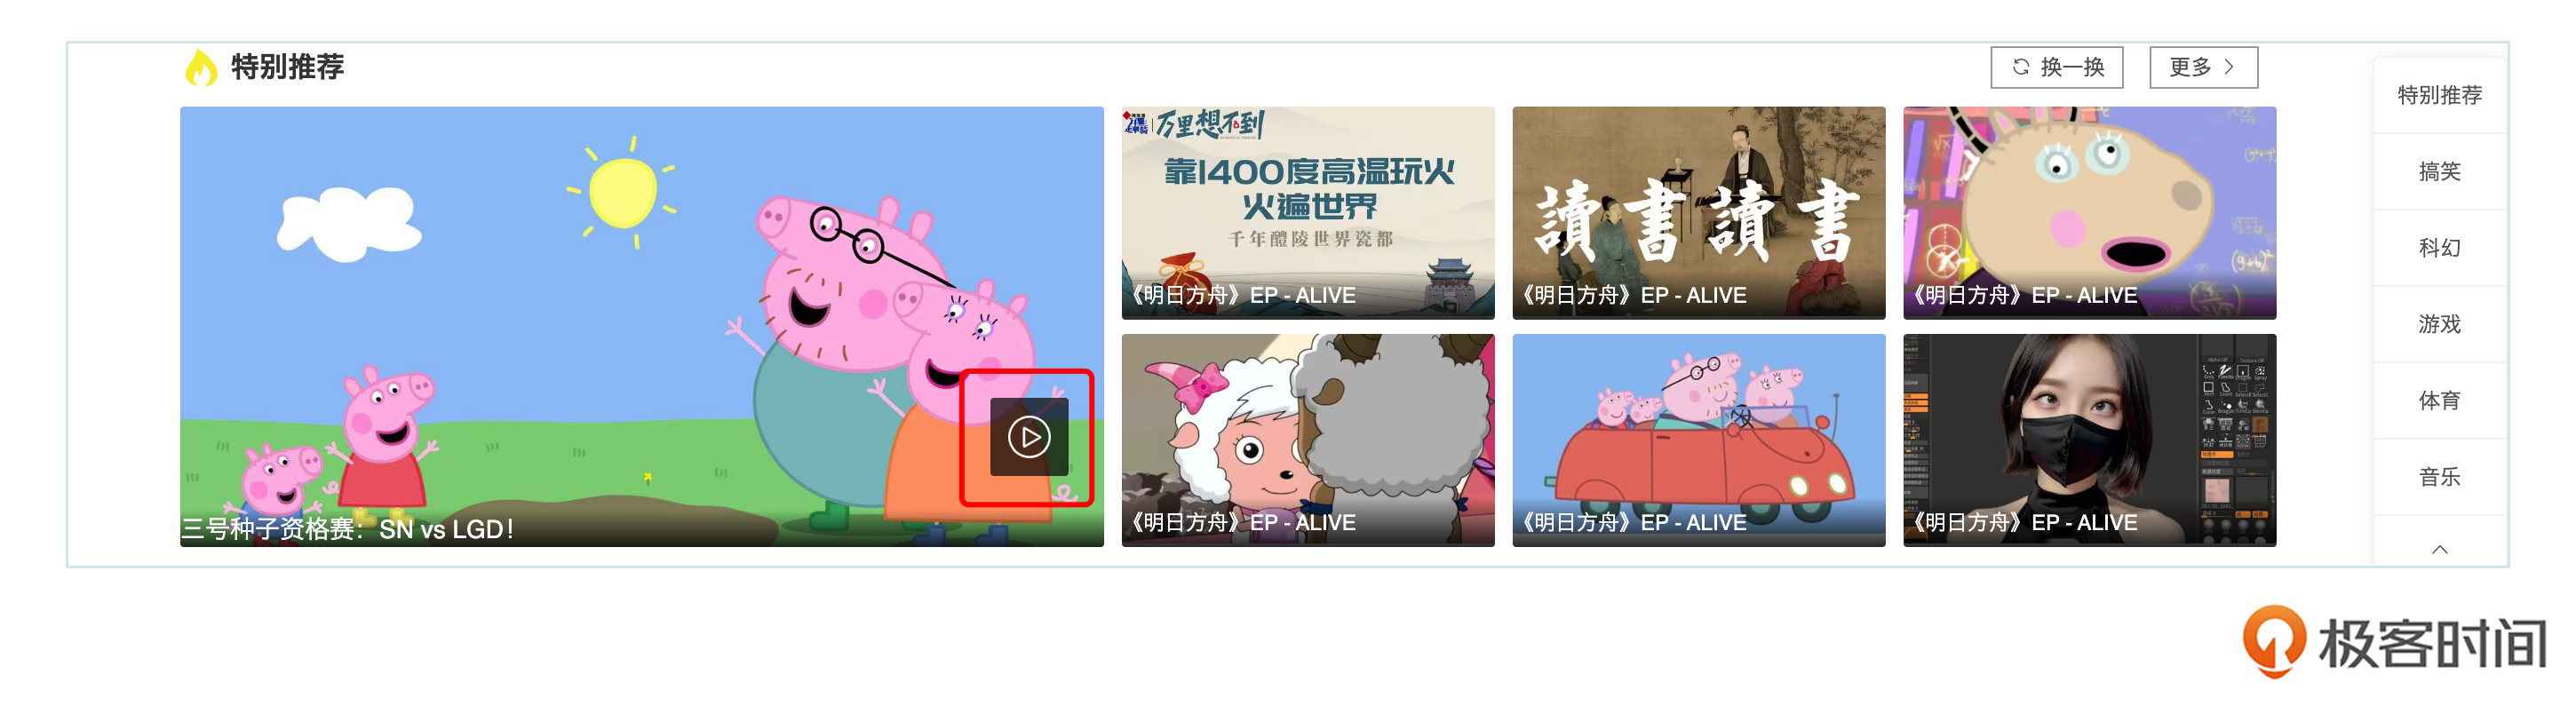 特别推荐
换一换
更多
特别推荐
搞笑
科幻
游戏
体育
音乐
三号种子资格赛：SN vs LGD！
万里想不到
靠1400度高温玩火
火遍世界
千年醴陵世界瓷都
《明日方舟》EP - ALIVE
讀書讀書
《明日方舟》EP - ALIVE
《明日方舟》EP - ALIVE
《明日方舟》EP - ALIVE
《明日方舟》EP - ALIVE
《明日方舟》EP - ALIVE
极客时间